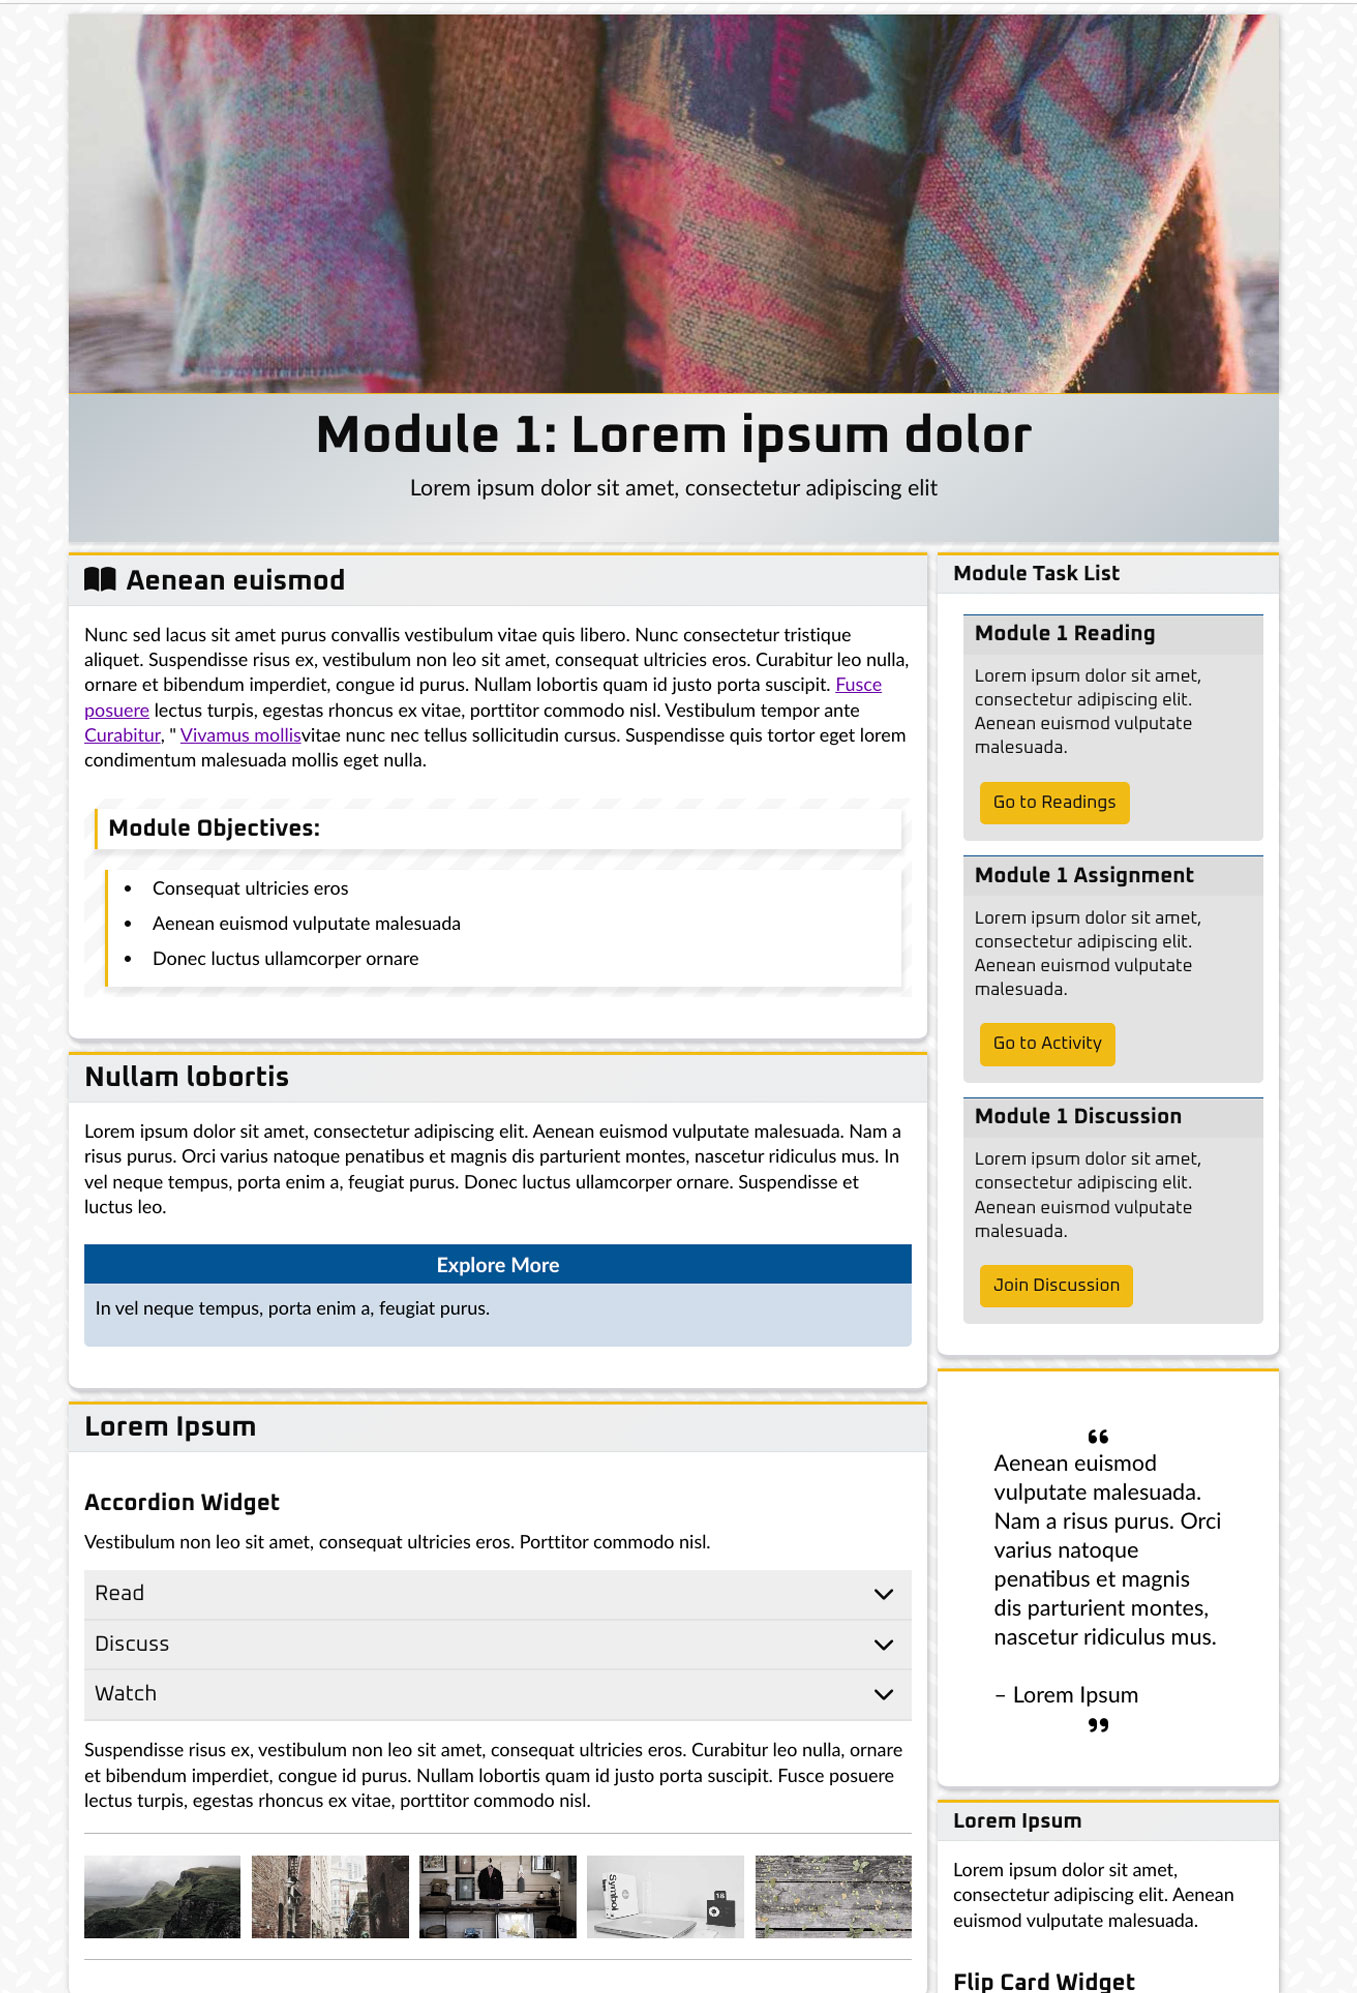 Module 1: Lorem ipsum dolor
Lorem ipsum dolor sit amet, consectetur adipiscing elit
Aenean euismod
Nunc sed lacus sit amet purus convallis vestibulum vitae quis libero. Nunc consectetur tristique
aliquet. Suspendisse risus ex, vestibulum non leo sit amet, consequat ultricies eros. Curabitur leo nulla,
ornare et bibendum imperdiet, congue id purus. Nullam lobortis quam id justo porta suscipit. Fusce
posuere lectus turpis, egestas rhoncus ex vitae, porttitor commodo nisl. Vestibulum tempor ante
Curabitur, " Vivamus mollisvitae nunc nec tellus sollicitudin cursus. Suspendisse quis tortor eget lorem
condimentum malesuada mollis eget nulla.
Module Objectives:
• Consequat ultricies eros
• Aenean euismod vulputate malesuada
• Donec luctus ullamcorper ornare
Nullam lobortis
Lorem ipsum dolor sit amet, consectetur adipiscing elit. Aenean euismod vulputate malesuada. Nam a
risus purus. Orci varius natoque penatibus et magnis dis parturient montes, nascetur ridiculus mus. In
vel neque tempus, porta enim a, feugiat purus. Donec luctus ullamcorper ornare. Suspendisse et
luctus leo.
Explore More
In vel neque tempus, porta enim a, feugiat purus.
Lorem Ipsum
Accordion Widget
Vestibulum non leo sit amet, consequat ultricies eros. Porttitor commodo nisl.
Read
Discuss
Watch
Suspendisse risus ex, vestibulum non leo sit amet, consequat ultricies eros. Curabitur leo nulla, ornare
et bibendum imperdiet, congue id purus. Nullam lobortis quam id justo porta suscipit. Fusce posuere
lectus turpis, egestas rhoncus ex vitae, porttitor commodo nisl.
Symbol
18
Module Task List
Module 1 Reading
Lorem ipsum dolor sit amet,
consectetur adipiscing elit.
Aenean euismod vulputate
malesuada.
Go to Readings
Module 1 Assignment
Lorem ipsum dolor sit amet,
consectetur adipiscing elit.
Aenean euismod vulputate
malesuada.
Go to Activity
Module 1 Discussion
Lorem ipsum dolor sit amet,
consectetur adipiscing elit.
Aenean euismod vulputate
malesuada.
Join Discussion
“
Aenean euismod
vulputate malesuada.
Nam a risus purus. Orci
varius natoque
penatibus et magnis
dis parturient montes,
nascetur ridiculus mus.
– Lorem Ipsum
”
Lorem Ipsum
Lorem ipsum dolor sit amet,
consectetur adipiscing elit. Aenean
euismod vulputate malesuada.
Flip Card Widget